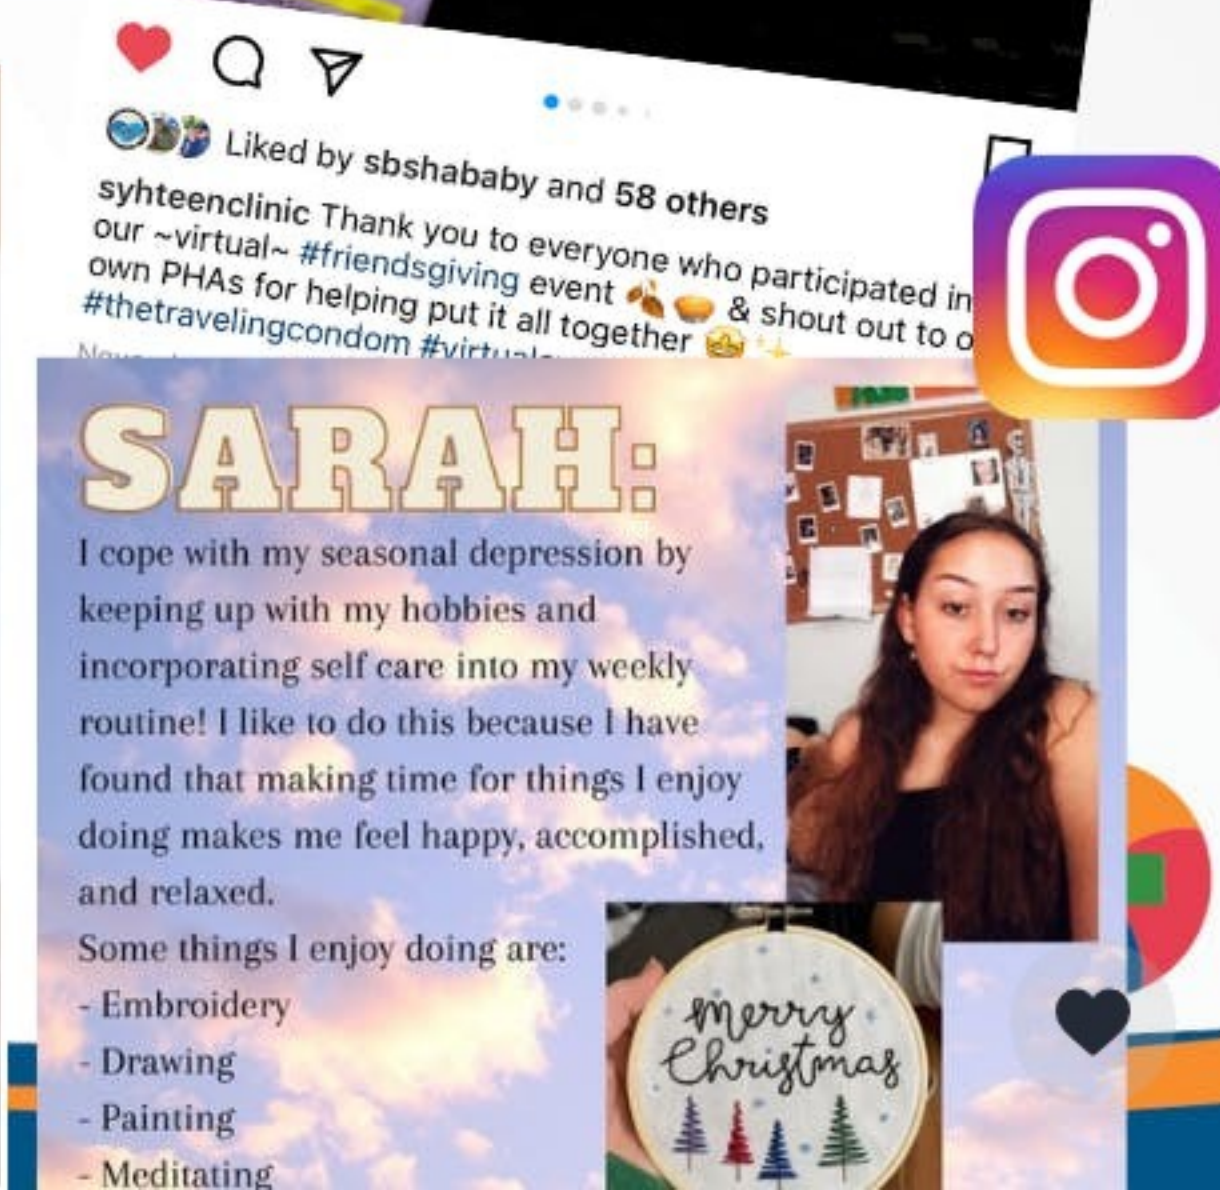 Liked by sbshababy and 58 others
syhteenclinic Thank you to everyone who participated in
our ~virtual~ #friendsgiving event 🍂🥧 & shout out to
own PHAs for helping put it all together 🤩✨
#thetravelingcondom
SARAH:
I cope with my seasonal depression by
keeping up with my hobbies and
incorporating self care into my weekly
routine! I like to do this because I have
found that making time for things I enjoy
doing makes me feel happy, accomplished,
and relaxed.
Some things I enjoy doing are:
- Embroidery
- Drawing
- Painting
- Meditating
Merry
Christmas